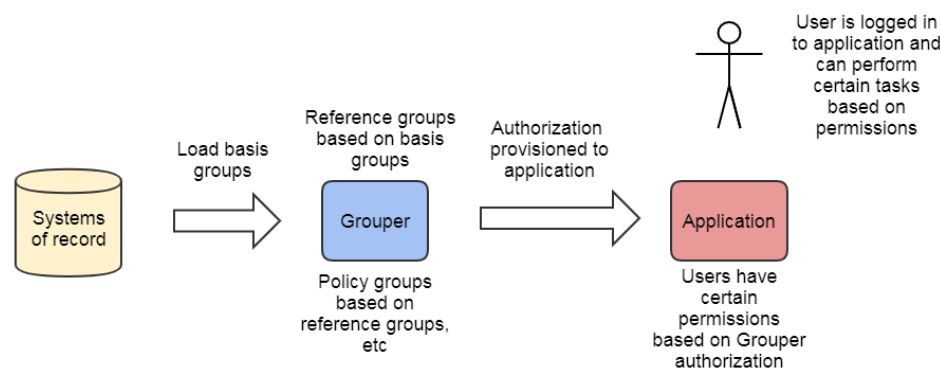 Systems
of record
Load basis
groups
Reference groups
based on basis
groups
Grouper
Policy groups
based on
reference groups,
etc
Authorization
provisioned to
application
User is logged in
to application and
can perform
certain tasks
based on
permissions
Application
Users have
certain
permissions
based on Grouper
authorization